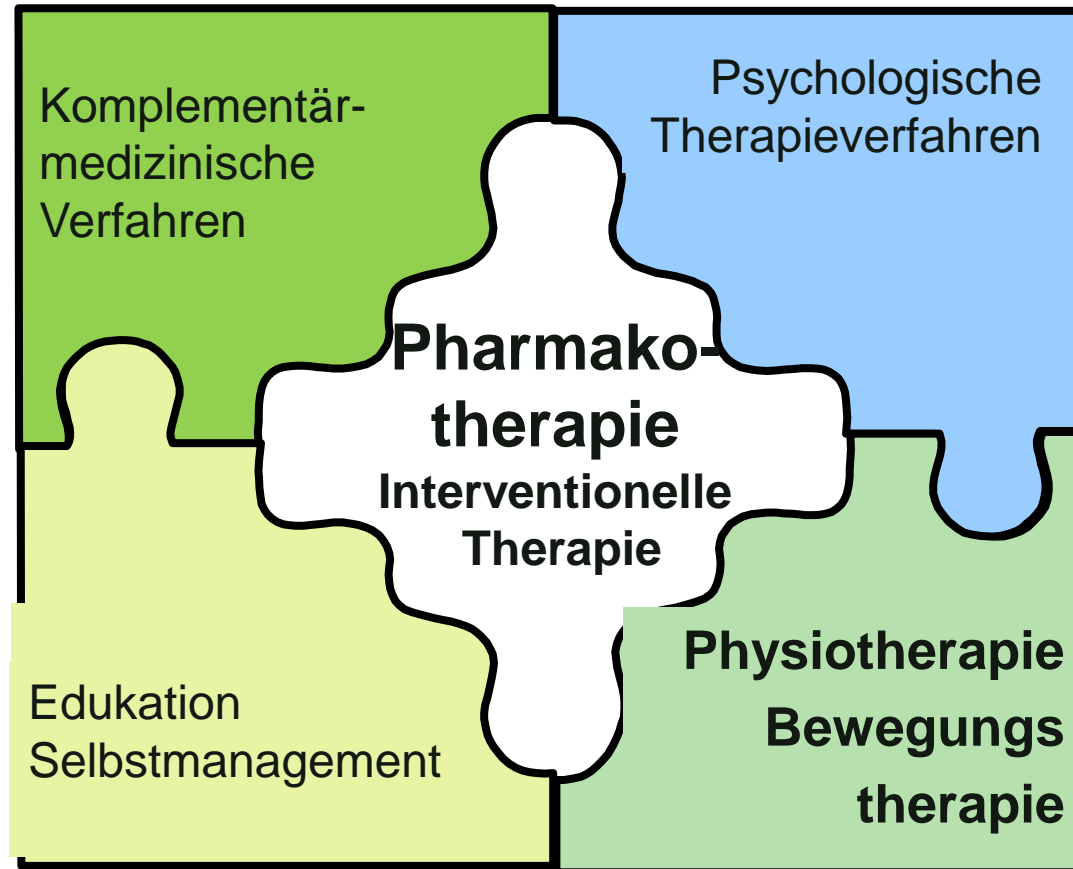 Komplementär-
medizinische
Verfahren
Psychologische
Therapieverfahren
Pharmako-
therapie
Interventionelle
Therapie
Edukation
Selbstmanagement
Physiotherapie
Bewegungs
therapie